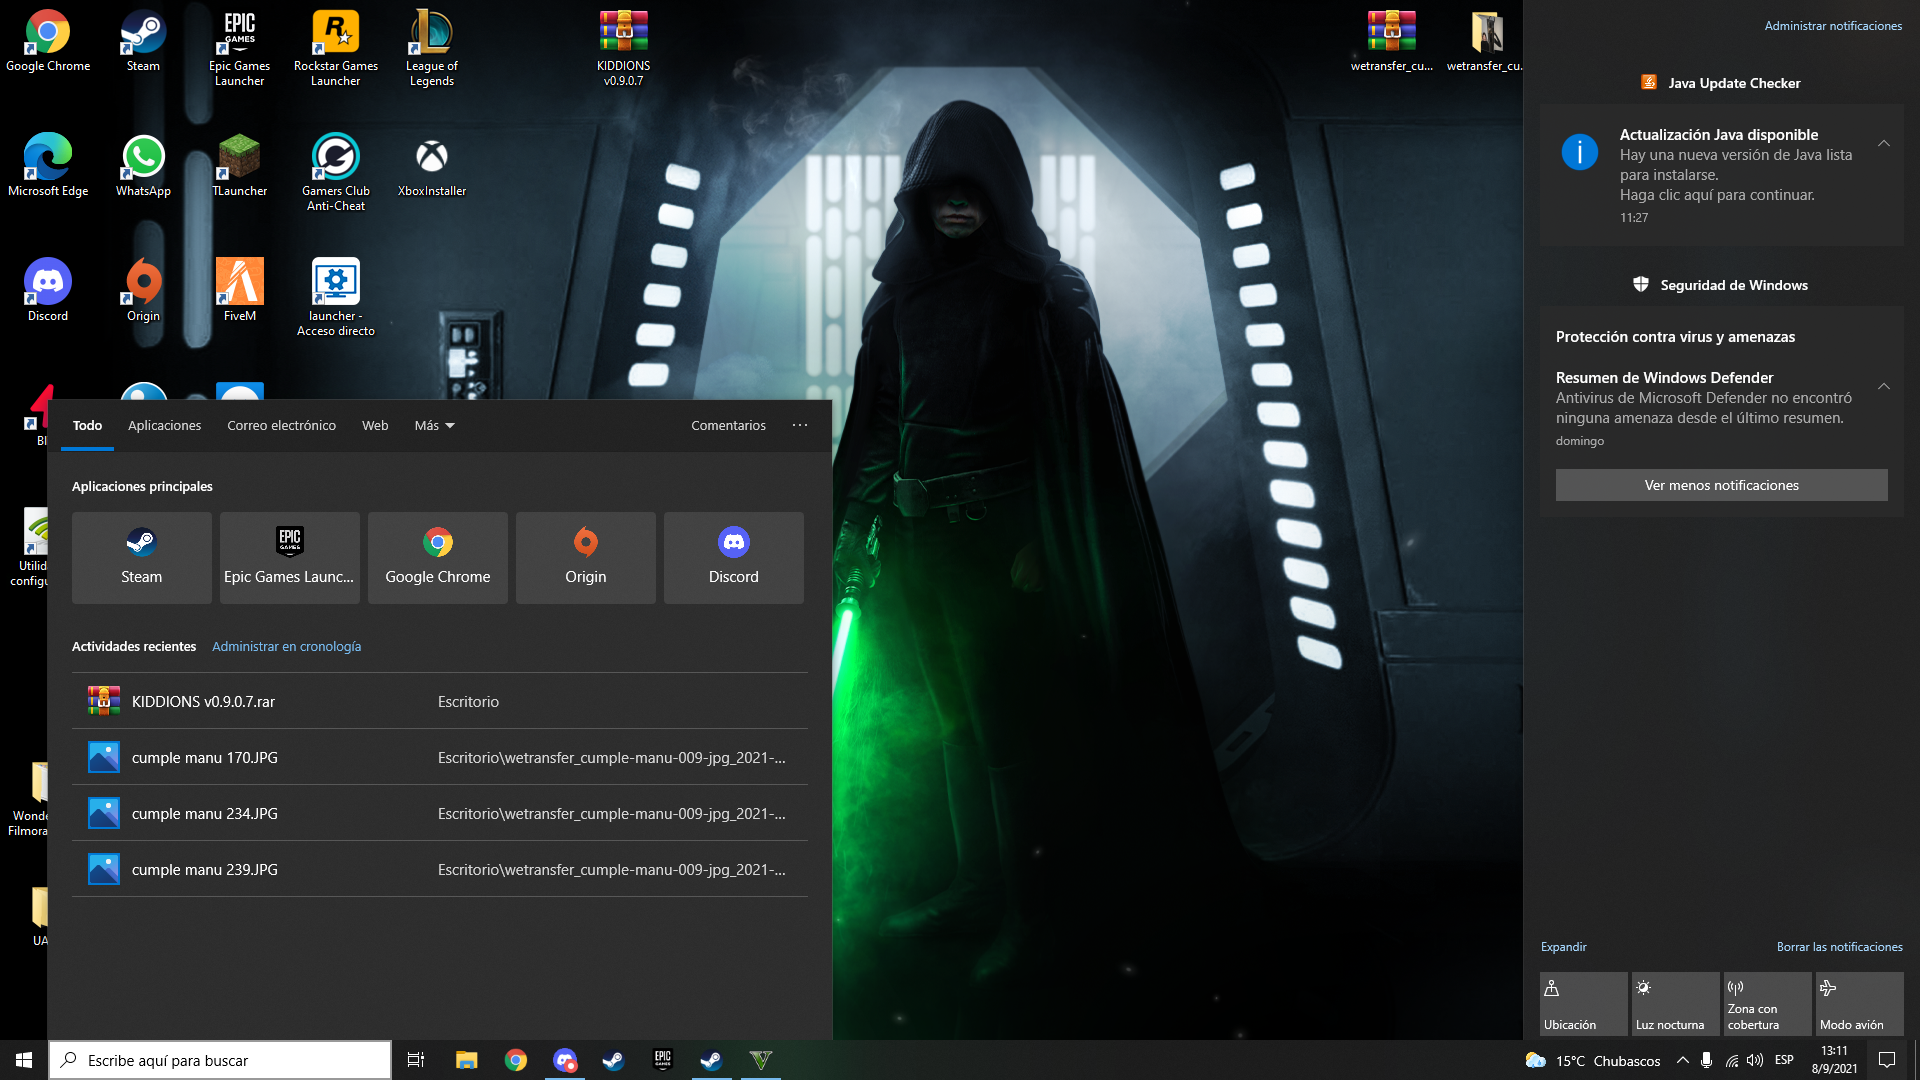 Google Chrome
Steam
Epic Games
Launcher
Rockstar Games
Launcher
League of
Legends
KIDDIONS
v0.9.0.7
wetransfer_cu...
wetransfer_cu...
Microsoft Edge
WhatsApp
TLauncher
Gamers Club
Anti-Cheat
XboxInstaller
Discord
Origin
FiveM
launcher -
Acceso directo
Todo
Aplicaciones
Correo electrónico
Web
Más
Comentarios
Aplicaciones principales
Steam
Epic Games Launc...
Google Chrome
Origin
Discord
Actividades recientes
Administrar en cronología
KIDDIONS v0.9.0.7.rar
Escritorio
cumple manu 170.JPG
Escritorio\wetransfer_cumple-manu-009-jpg_2021-...
cumple manu 234.JPG
Escritorio\wetransfer_cumple-manu-009-jpg_2021-...
cumple manu 239.JPG
Escritorio\wetransfer_cumple-manu-009-jpg_2021-...
Administrar notificaciones
Java Update Checker
Actualización Java disponible
Hay una nueva versión de Java lista
para instalarse.
Haga clic aquí para continuar.
11:27
Seguridad de Windows
Protección contra virus y amenazas
Resumen de Windows Defender
Antivirus de Microsoft Defender no encontró
ninguna amenaza desde el último resumen.
domingo
Ver menos notificaciones
Expandir
Borrar las notificaciones
Ubicación
Luz nocturna
Zona con
cobertura
Modo avión
Escribe aquí para buscar
15°C Chubascos
ESP
13:11
8/9/2021